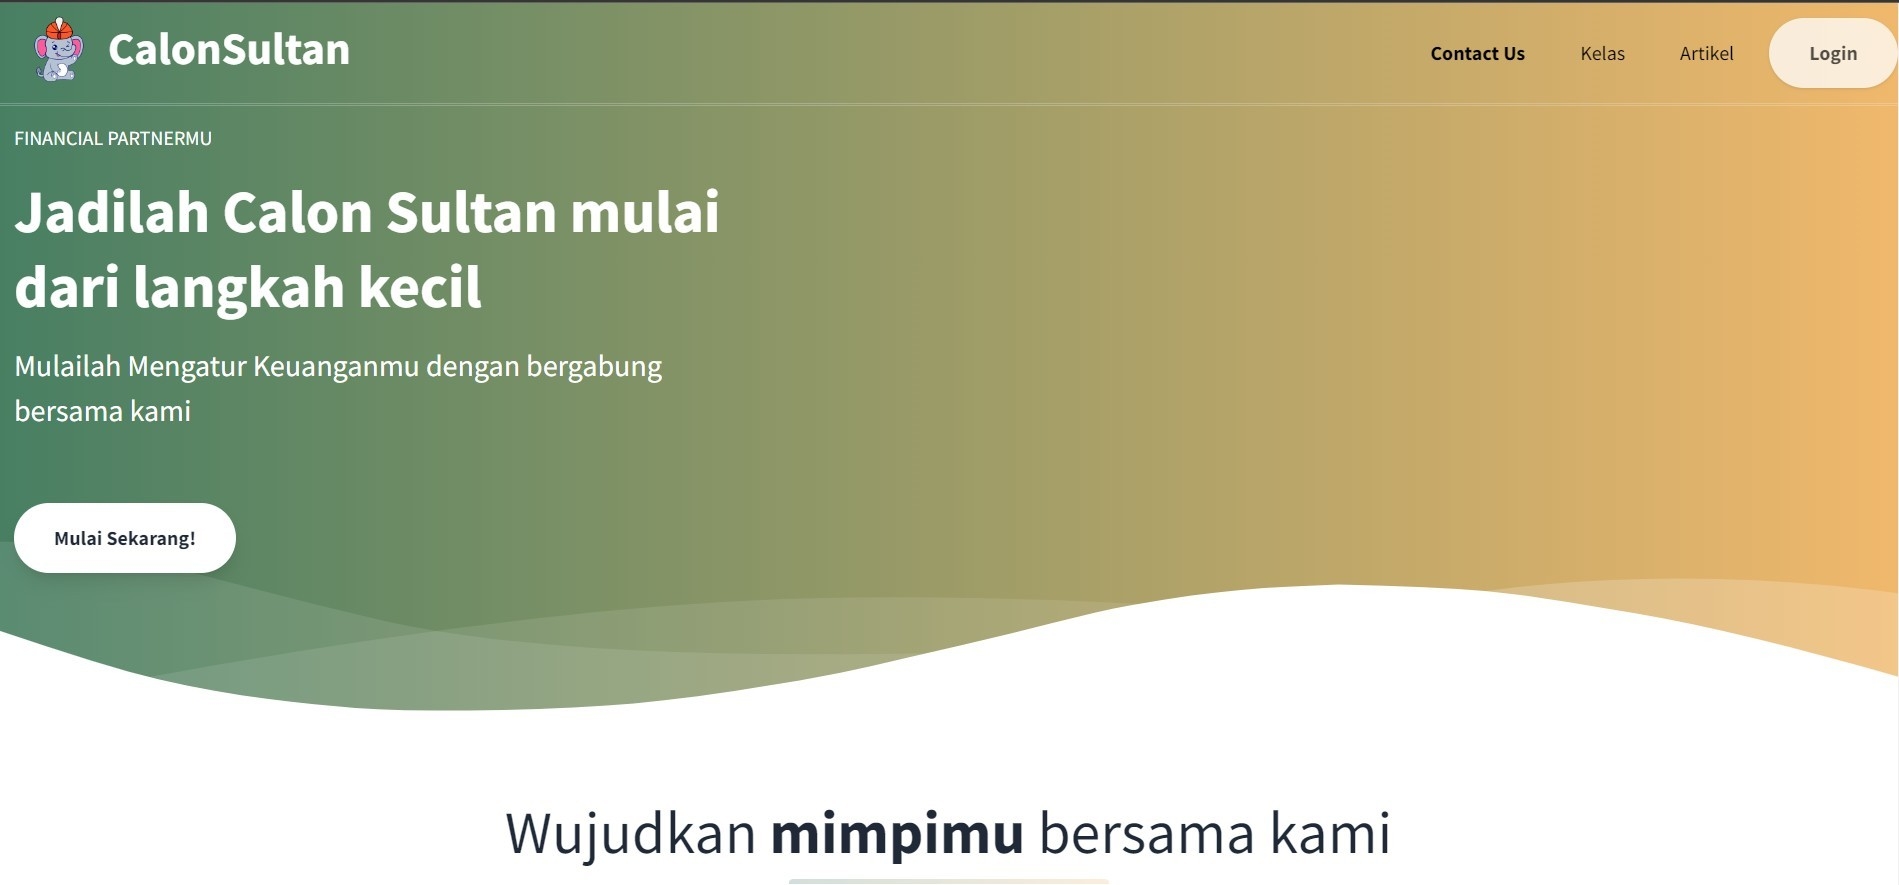 CalonSultan
Contact Us
Kelas
Artikel
Login
FINANCIAL PARTNERMU
Jadilah Calon Sultan mulai
dari langkah kecil
Mulailah Mengatur Keuanganmu dengan bergabung
bersama kami
Mulai Sekarang!
Wujudkan mimpimu bersama kami